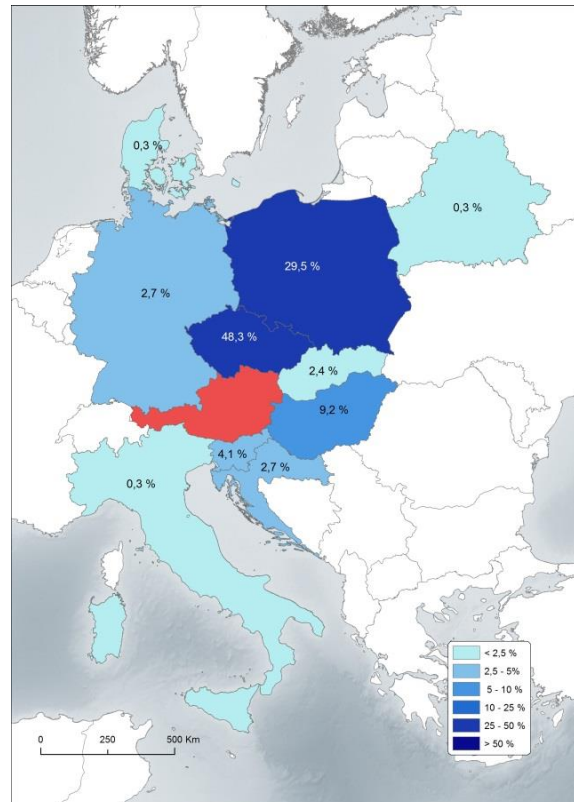 0,3 %
0,3 %
29,5 %
2,7 %
48,3 %
2,4 %
9,2 %
4,1 %
2,7 %
0,3 %
< 2,5 %
2,5 - 5%
5 - 10 %
10 - 25 %
25 - 50 %
> 50 %
0 250 500 Km